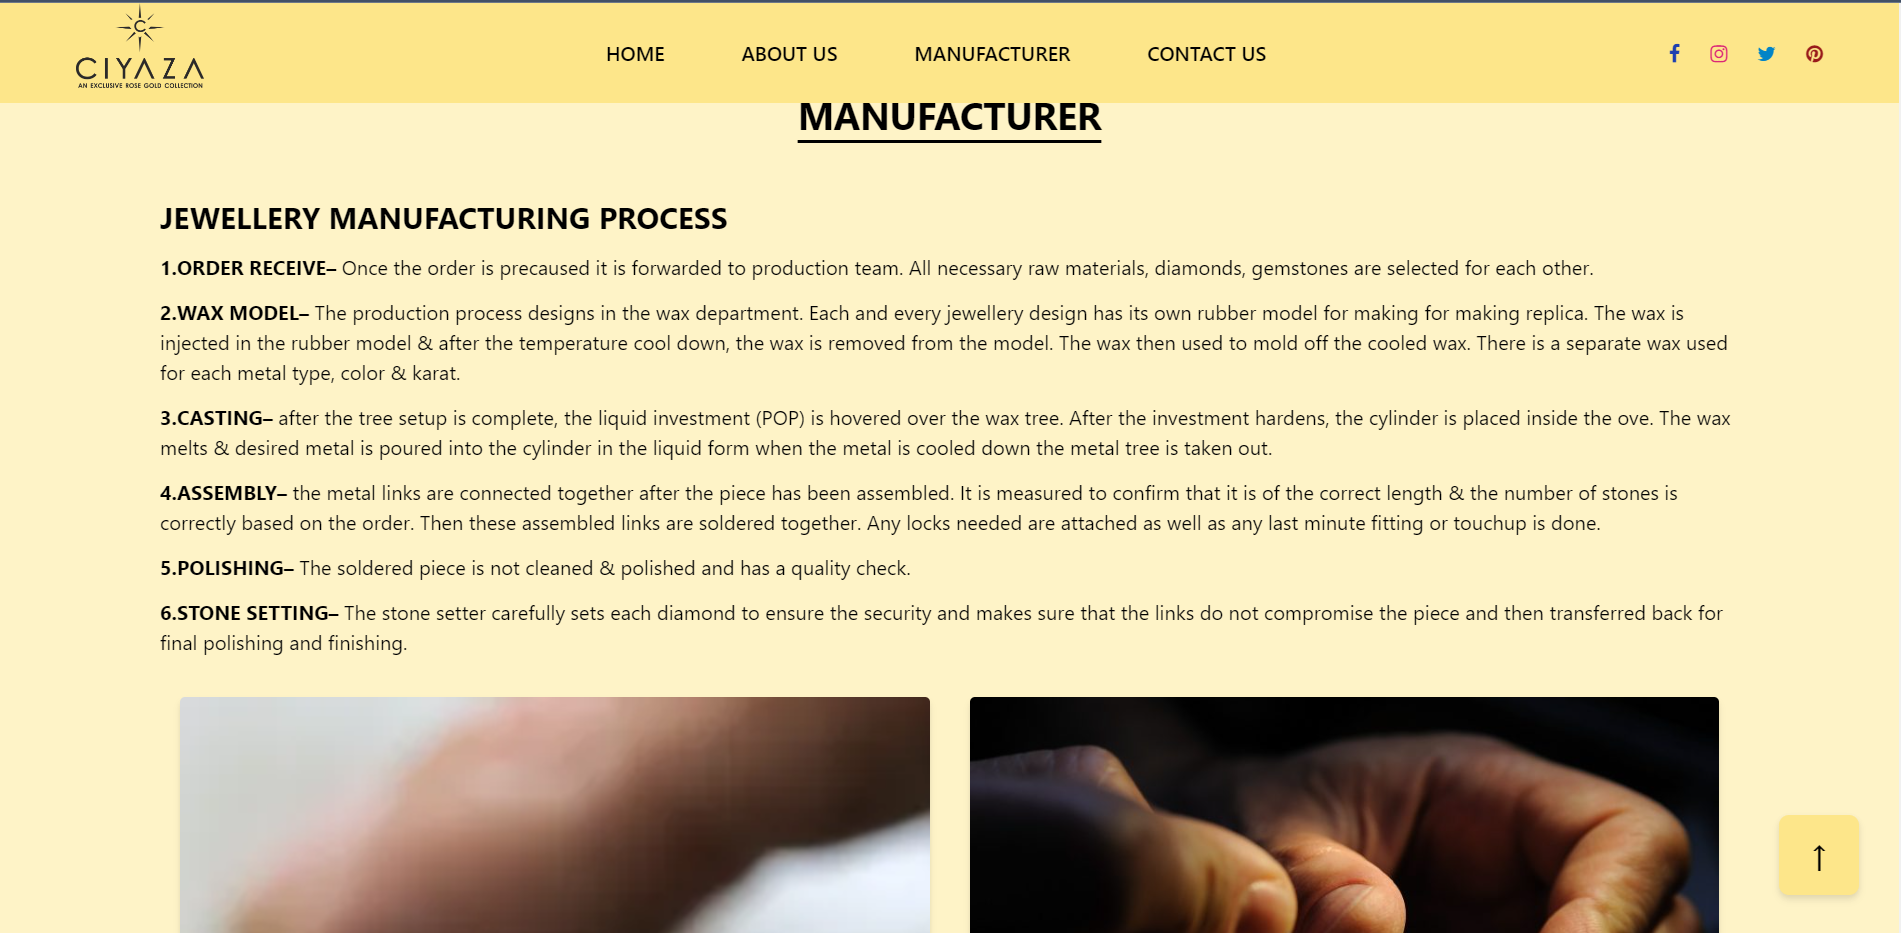 C
CIYAZA
AN EXCLUSIVE ROSE GOLD COLLECTION
HOME
ABOUT US
MANUFACTURER
CONTACT US
MANUFACTURER
JEWELLERY MANUFACTURING PROCESS
1.ORDER RECEIVE– Once the order is precaused it is forwarded to production team. All necessary raw materials, diamonds, gemstones are selected for each other.
2.WAX MODEL– The production process designs in the wax department. Each and every jewellery design has its own rubber model for making for making replica. The wax is
injected in the rubber model & after the temperature cool down, the wax is removed from the model. The wax then used to mold off the cooled wax. There is a separate wax used
for each metal type, color & karat.
3.CASTING– after the tree setup is complete, the liquid investment (POP) is hovered over the wax tree. After the investment hardens, the cylinder is placed inside the ove. The wax
melts & desired metal is poured into the cylinder in the liquid form when the metal is cooled down the metal tree is taken out.
4.ASSEMBLY– the metal links are connected together after the piece has been assembled. It is measured to confirm that it is of the correct length & the number of stones is
correctly based on the order. Then these assembled links are soldered together. Any locks needed are attached as well as any last minute fitting or touchup is done.
5.POLISHING– The soldered piece is not cleaned & polished and has a quality check.
6.STONE SETTING– The stone setter carefully sets each diamond to ensure the security and makes sure that the links do not compromise the piece and then transferred back for
final polishing and finishing.
↑